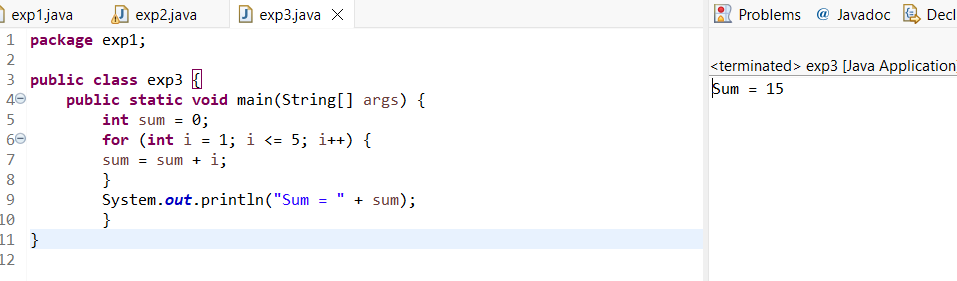 exp1.java exp2.java exp3.java
1 package exp1;
2
3 public class exp3 {
4 public static void main(String[] args) {
5 int sum = 0;
6 for (int i = 1; i <= 5; i++) {
7 sum = sum + i;
8 }
9 System.out.println("Sum = " + sum);
10 }
11 }
12
Problems @ Javadoc Decl
<terminated> exp3 [Java Application]
Sum = 15